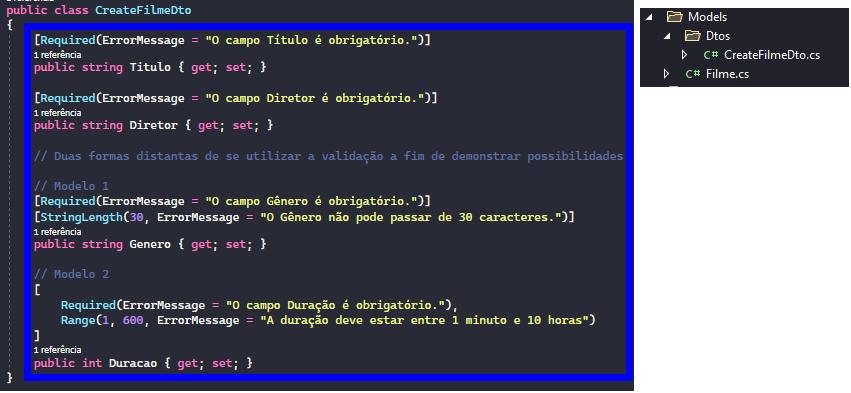 public class CreateFilmeDto
{
[Required(ErrorMessage = "O campo Título é obrigatório.")]
1 referência
public string Titulo { get; set; }
[Required(ErrorMessage = "O campo Diretor é obrigatório.")]
1 referência
public string Diretor { get; set; }
// Duas formas distantas de se utilizar a validação a fim de demonstrar possibilidades
// Modelo 1
[Required(ErrorMessage = "O campo Gênero é obrigatório.")]
[StringLength(30, ErrorMessage = "O Gênero não pode passar de 30 caracteres.")]
1 referência
public string Genero { get; set; }
// Modelo 2
[
Required(ErrorMessage = "O campo Duração é obrigatório."),
Range(1, 600, ErrorMessage = "A duração deve estar entre 1 minuto e 10 horas")
]
1 referência
public int Duracao { get; set; }
}
Models
Dtos
C# CreateFilmeDto.cs
C# Filme.cs